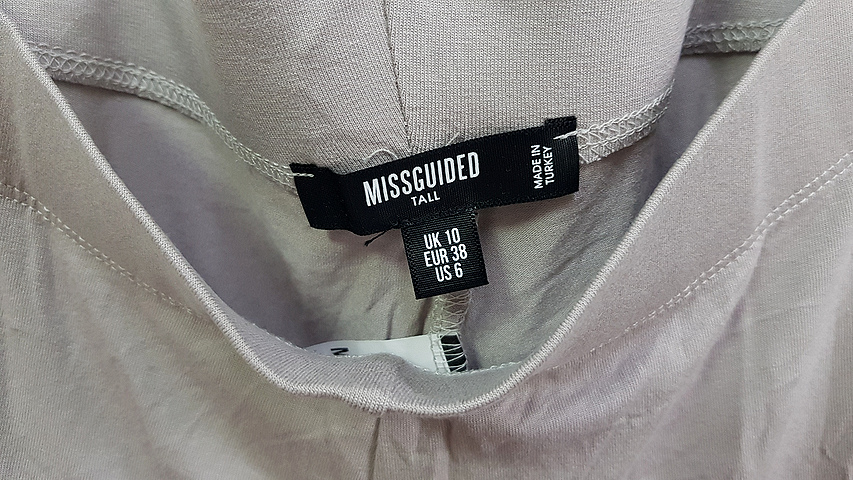 MISSGUIDED
TALL
MADE IN
TURKEY
UK 10
EUR 38
US 6